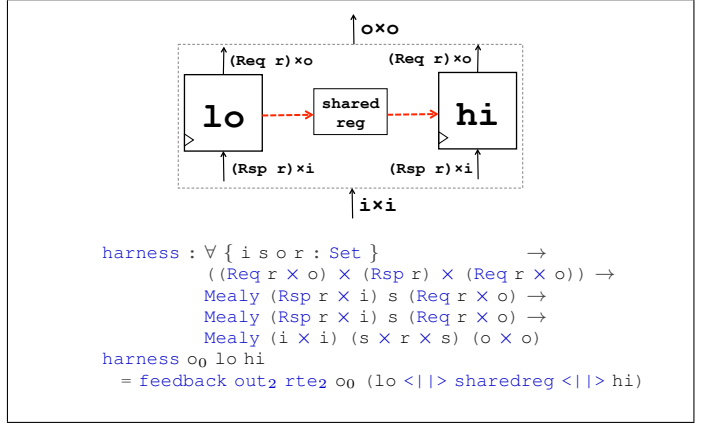 o×o
(Req r)×o (Req r)×o
lo shared reg hi
(Rsp r)×i (Rsp r)×i
i×i
harness : ∀ { i s o r : Set } →
((Req r × o) × (Rsp r) × (Req r × o)) →
Mealy (Rsp r × i) s (Req r × o) →
Mealy (Rsp r × i) s (Req r × o) →
Mealy (i × i) (s × r × s) (o × o)
harness o₀ lo hi
= feedback out₂ rte₂ o₀ (lo <||> sharedreg <||> hi)